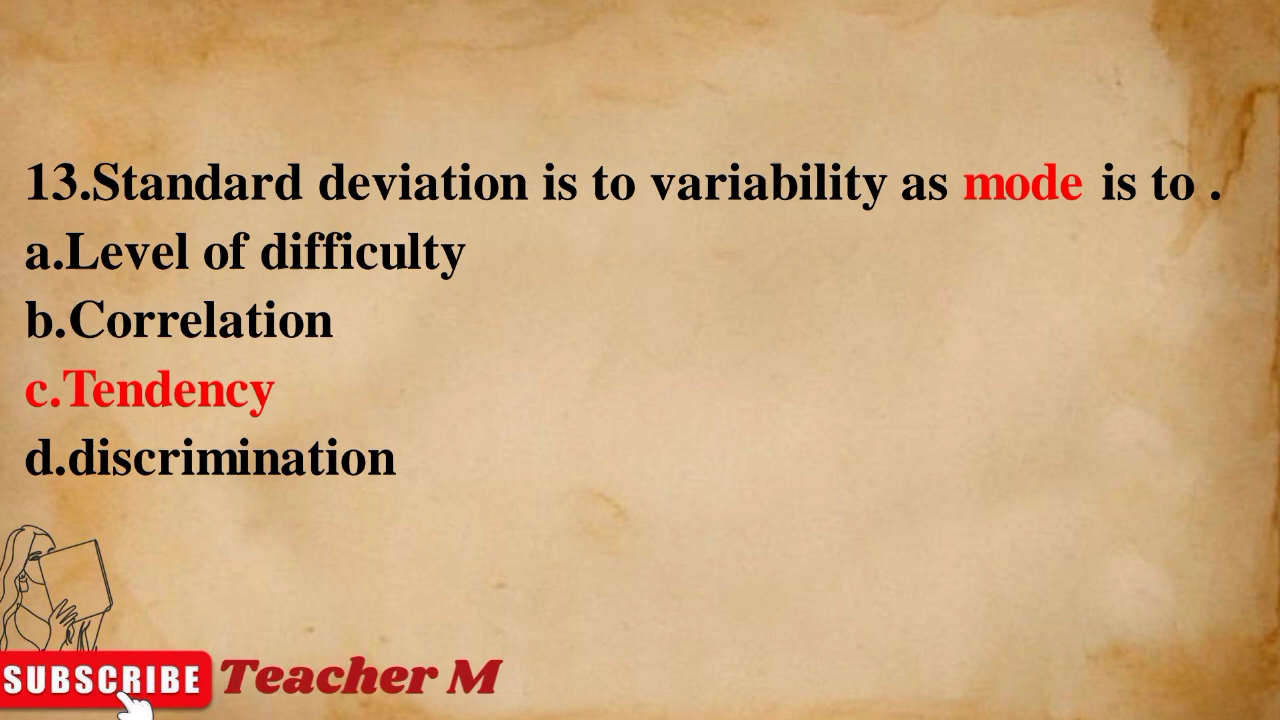 13.Standard deviation is to variability as mode is to .
a.Level of difficulty
b.Correlation
c.Tendency
d.discrimination
SUBSCRIBE Teacher M